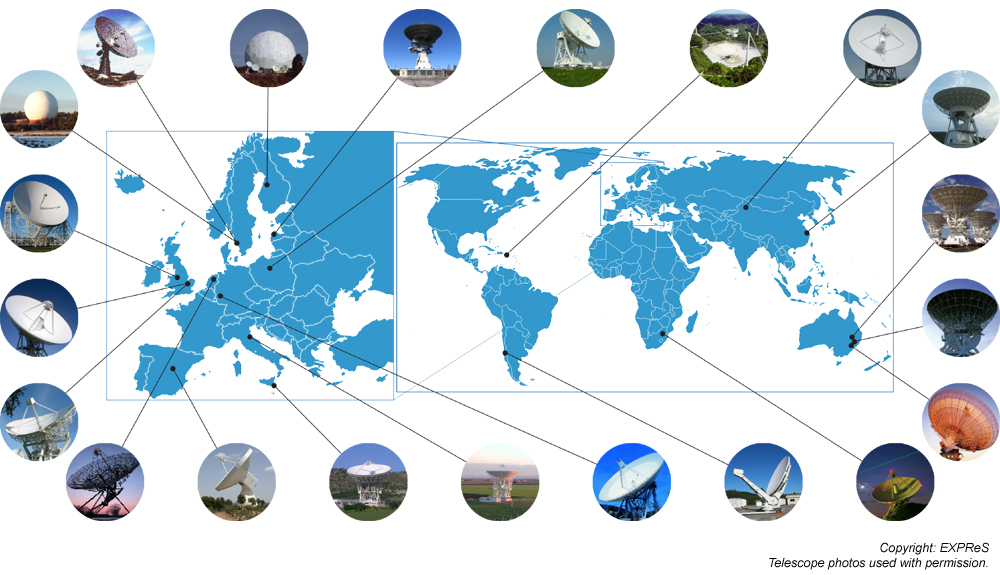 Copyright: EXPReS
Telescope photos used with permission.